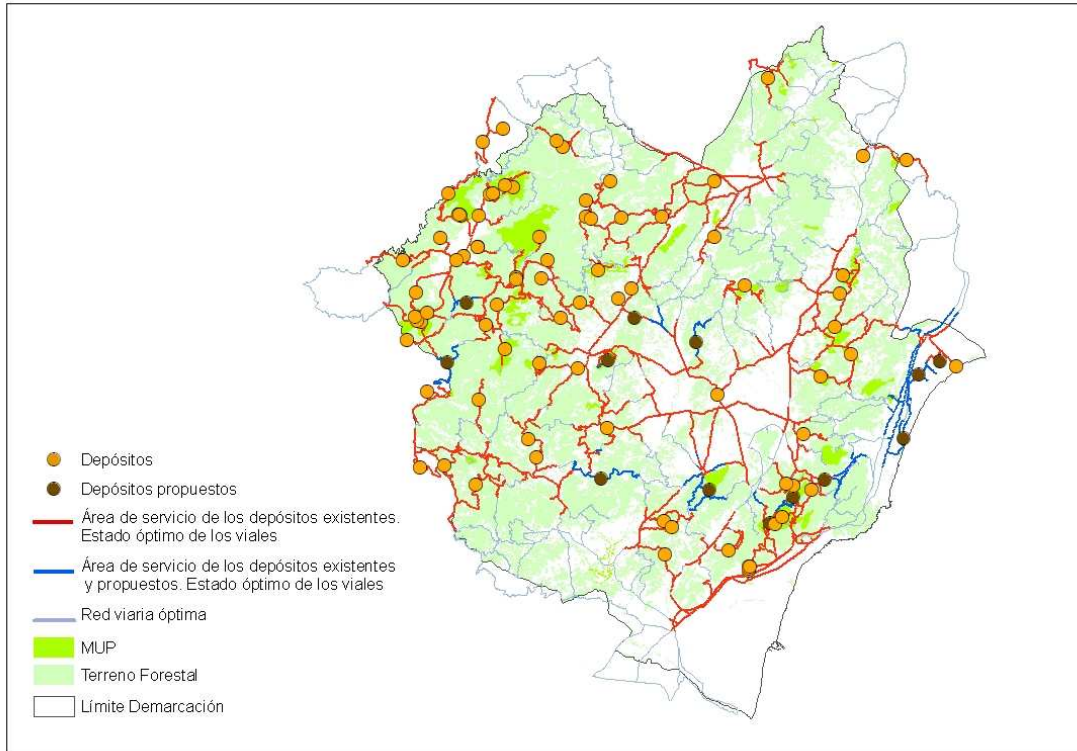 Depósitos
Depósitos propuestos
Área de servicio de los depósitos existentes.
Estado óptimo de los viales
Área de servicio de los depósitos existentes
y propuestos. Estado óptimo de los viales
Red viaria óptima
MUP
Terreno Forestal
Límite Demarcación